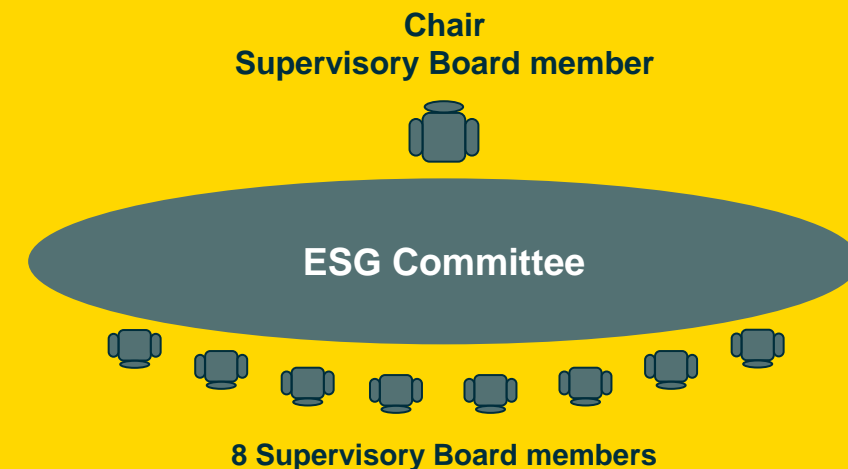 Chair
Supervisory Board member
ESG Committee
8 Supervisory Board members